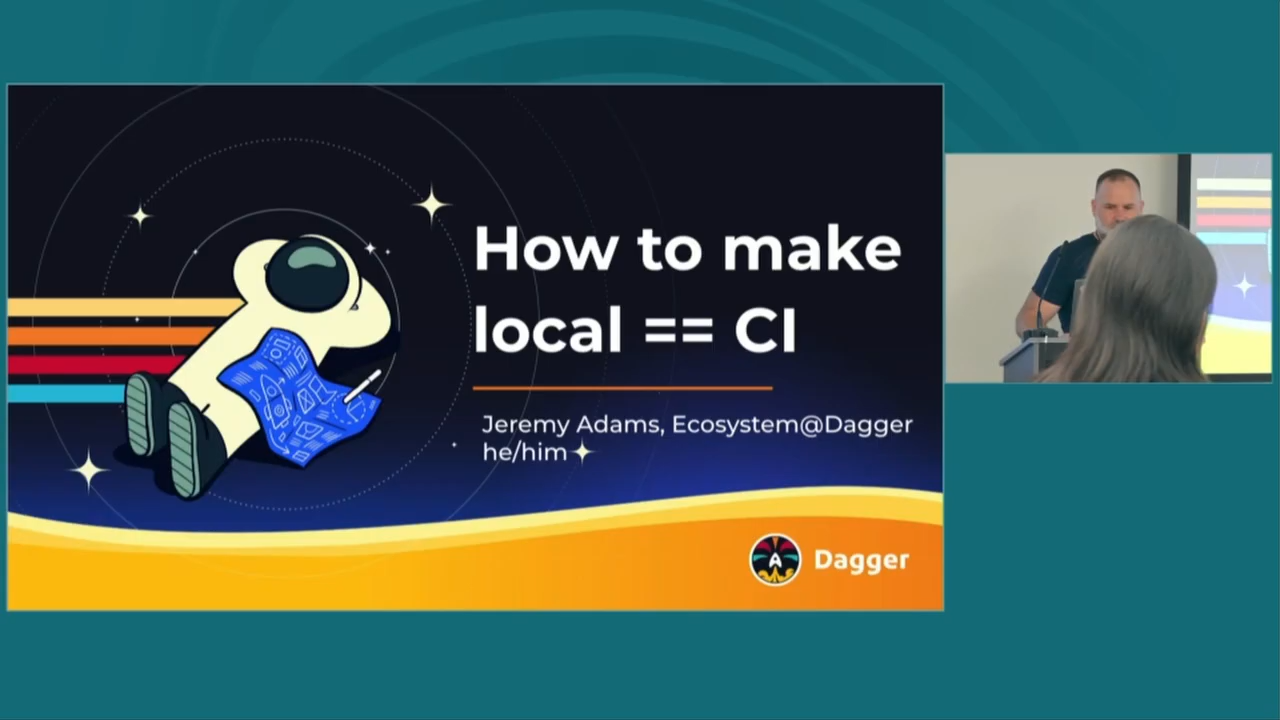 How to make
local == CI
Jeremy Adams, Ecosystem@Dagger
he/him
Dagger